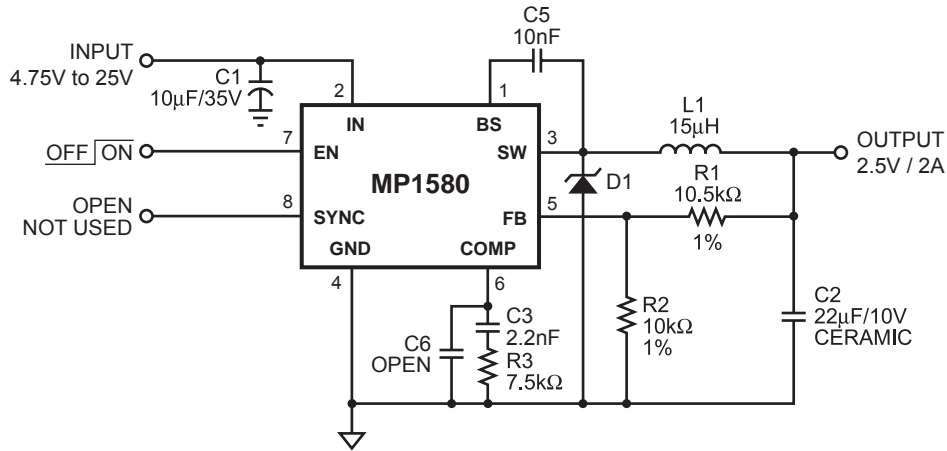 INPUT
4.75V to 25V
C1
10µF/35V
C5
10nF
2
1
IN
BS
7
EN
OFF ON
3
SW
L1
15µH
OUTPUT
2.5V / 2A
MP1580
D1
R1
10.5kΩ
1%
OPEN
NOT USED
8
SYNC
5
FB
GND
COMP
4
6
C6
OPEN
C3
2.2nF
R3
7.5kΩ
R2
10kΩ
1%
C2
22µF/10V
CERAMIC